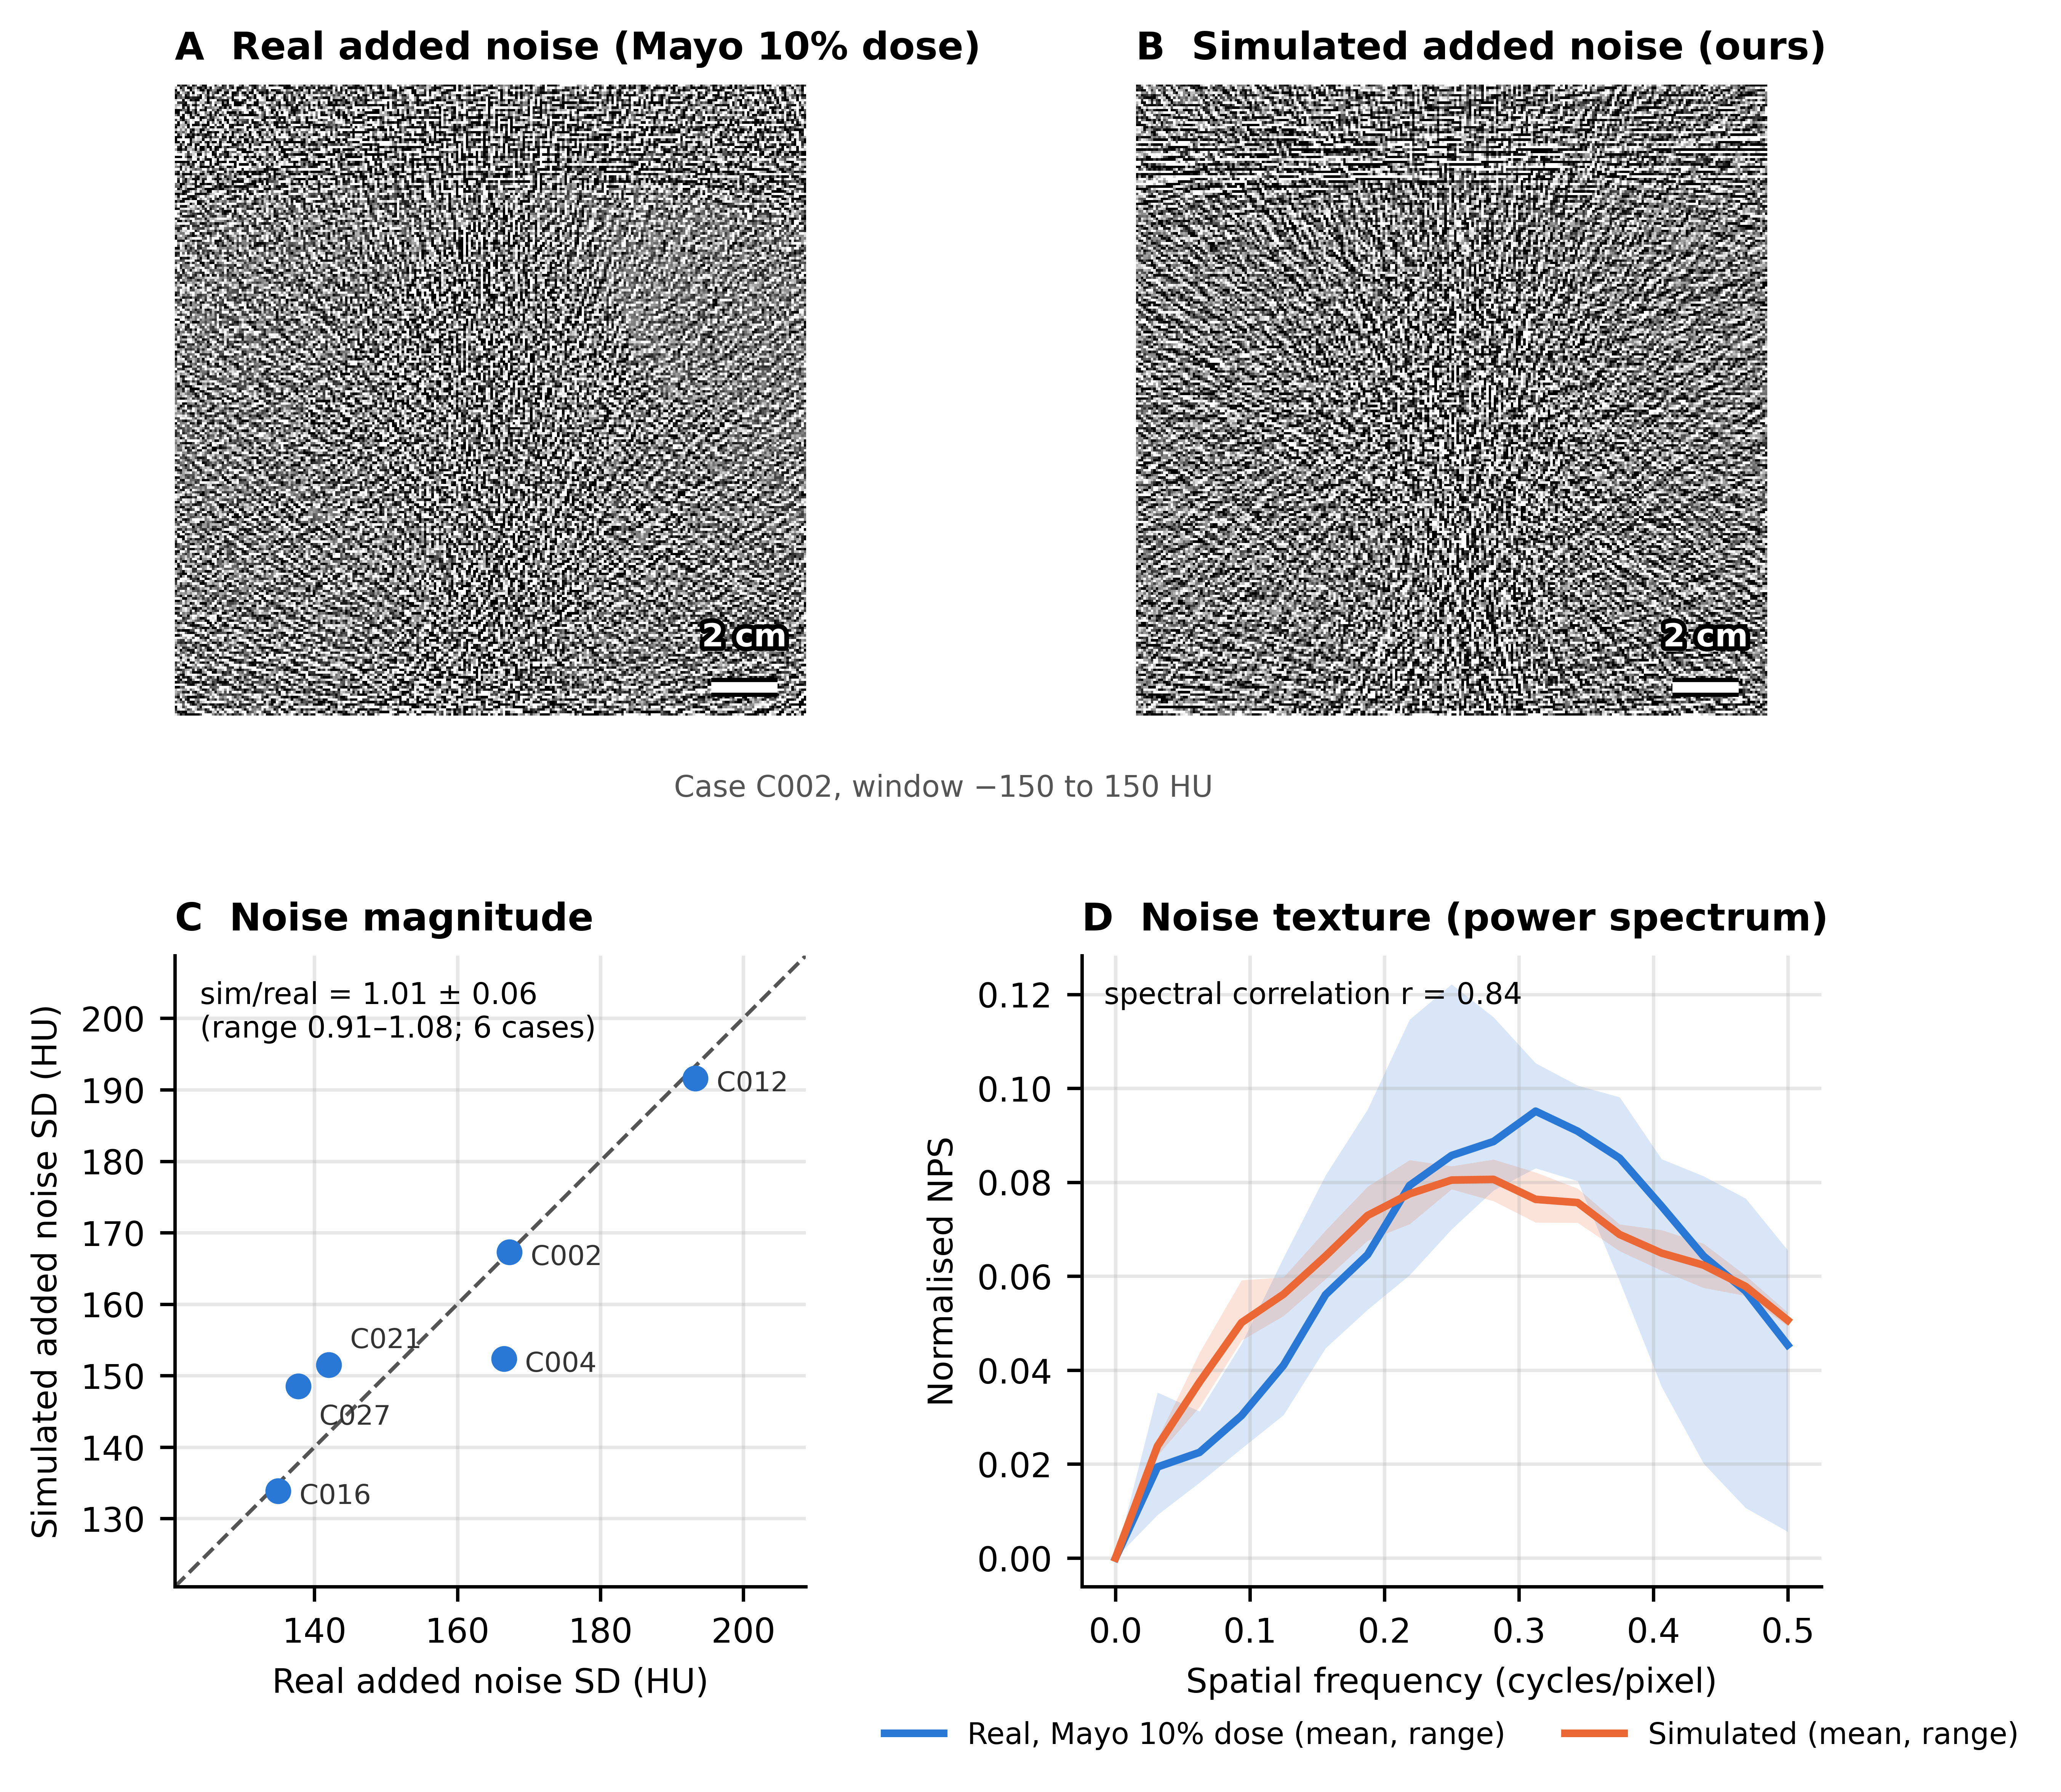 A  Real added noise (Mayo 10% dose)
B  Simulated added noise (ours)
2 cm
2 cm
Case C002, window −150 to 150 HU
C  Noise magnitude
sim/real = 1.01 ± 0.06
(range 0.91–1.08; 6 cases)
C012
C002
C021
C004
C027
C016
200
190
180
170
160
150
140
130
Simulated added noise SD (HU)
140 160 180 200
Real added noise SD (HU)
D  Noise texture (power spectrum)
spectral correlation r = 0.84
0.12
0.10
0.08
0.06
0.04
0.02
0.00
Normalised NPS
0.0 0.1 0.2 0.3 0.4 0.5
Spatial frequency (cycles/pixel)
Real, Mayo 10% dose (mean, range)
Simulated (mean, range)